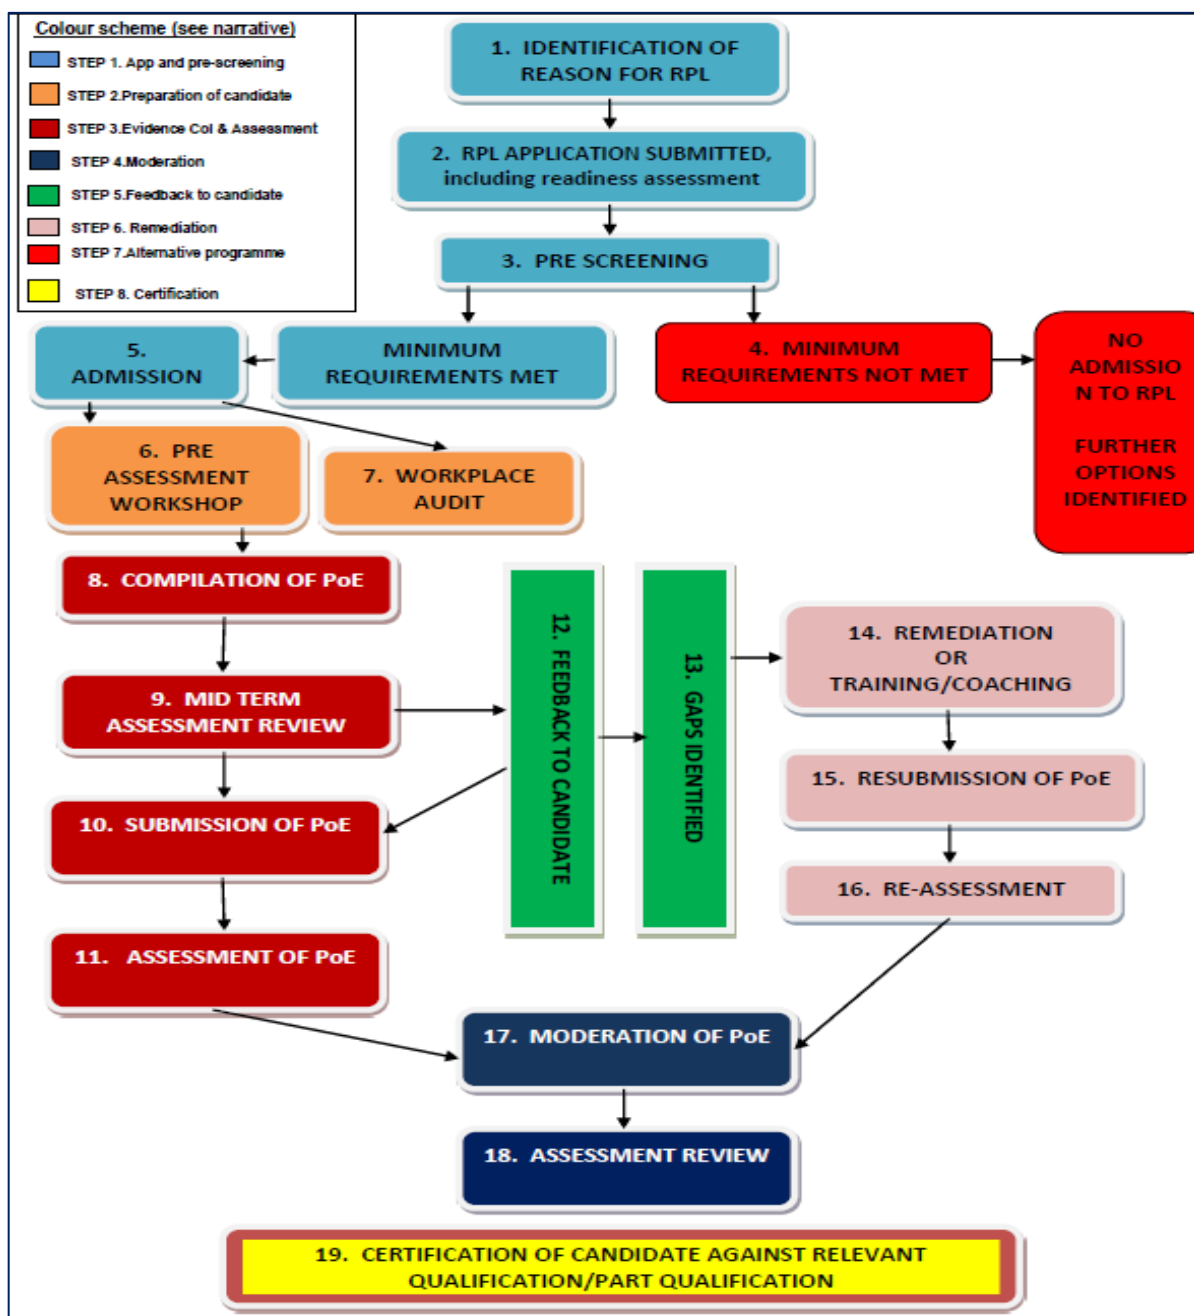 Colour scheme (see narrative)
STEP 1. App and pre-screening
STEP 2.Preparation of candidate
STEP 3.Evidence Col & Assessment
STEP 4.Moderation
STEP 5.Feedback to candidate
STEP 6. Remediation
STEP 7.Alternative programme
STEP 8. Certification
1. IDENTIFICATION OF
REASON FOR RPL
2. RPL APPLICATION SUBMITTED,
including readiness assessment
3. PRE SCREENING
5.
ADMISSION
MINIMUM
REQUIREMENTS MET
4. MINIMUM
REQUIREMENTS NOT MET
NO
ADMISSIO
N TO RPL
FURTHER
OPTIONS
IDENTIFIED
6. PRE
ASSESSMENT
WORKSHOP
7. WORKPLACE
AUDIT
8. COMPILATION OF PoE
9. MID TERM
ASSESSMENT REVIEW
10. SUBMISSION OF PoE
11. ASSESSMENT OF PoE
12. FEEDBACK TO CANDIDATE
13. GAPS IDENTIFIED
14. REMEDIATION
OR
TRAINING/COACHING
15. RESUBMISSION OF PoE
16. RE-ASSESSMENT
17. MODERATION OF PoE
18. ASSESSMENT REVIEW
19. CERTIFICATION OF CANDIDATE AGAINST RELEVANT
QUALIFICATION/PART QUALIFICATION